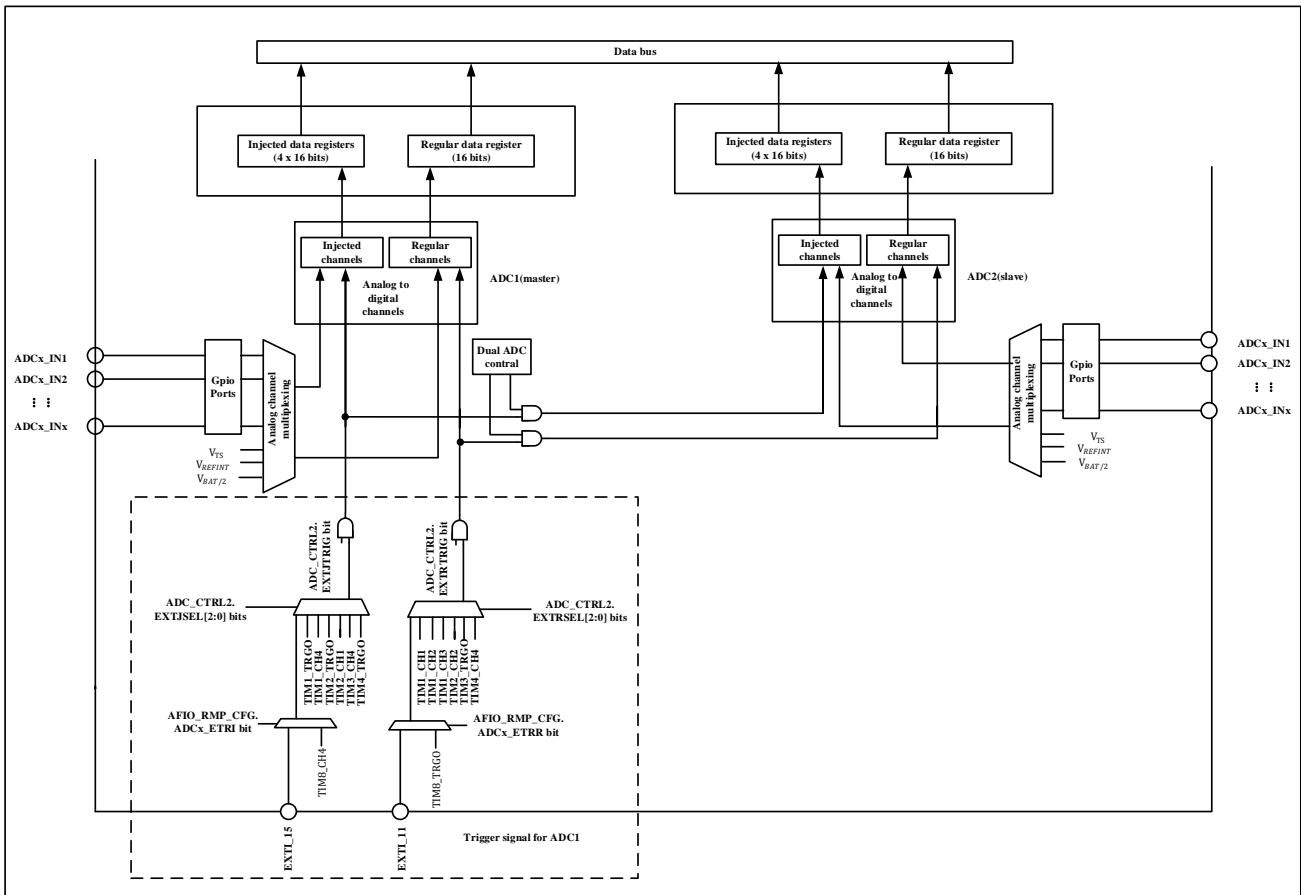 Data bus
Injected data registers
(4 x 16 bits)
Regular data register
(16 bits)
Injected data registers
(4 x 16 bits)
Regular data register
(16 bits)
Injected
channels
Regular
channels
Analog to
digital
channels
ADC1(master)
Injected
channels
Regular
channels
Analog to
digital
channels
ADC2(slave)
ADCx_IN1
ADCx_IN2
⋮ ⋮
ADCx_INx
Gpio
Ports
Analog channel
multiplexing
VTS
VREFINT
VBAT/2
Dual ADC
contral
Analog channel
multiplexing
Gpio
Ports
VTS
VREFINT
VBAT/2
ADCx_IN1
ADCx_IN2
⋮ ⋮
ADCx_INx
ADC_CTRL2.
EXTJTRIG bit
ADC_CTRL2.
EXTRTRIG bit
ADC_CTRL2.
EXTJSEL[2:0] bits
ADC_CTRL2.
EXTRSEL[2:0] bits
TIM1_TRGO
TIM1_CH4
TIM2_TRGO
TIM2_CH1
TIM3_CH4
TIM4_TRGO
TIM1_CH1
TIM1_CH2
TIM1_CH3
TIM2_CH2
TIM3_TRGO
TIM4_CH4
AFIO_RMP_CFG.
ADCx_ETRI bit
AFIO_RMP_CFG.
ADCx_ETRR bit
TIM8_CH4
TIM8_TRGO
EXTI_15
EXTI_11
Trigger signal for ADC1